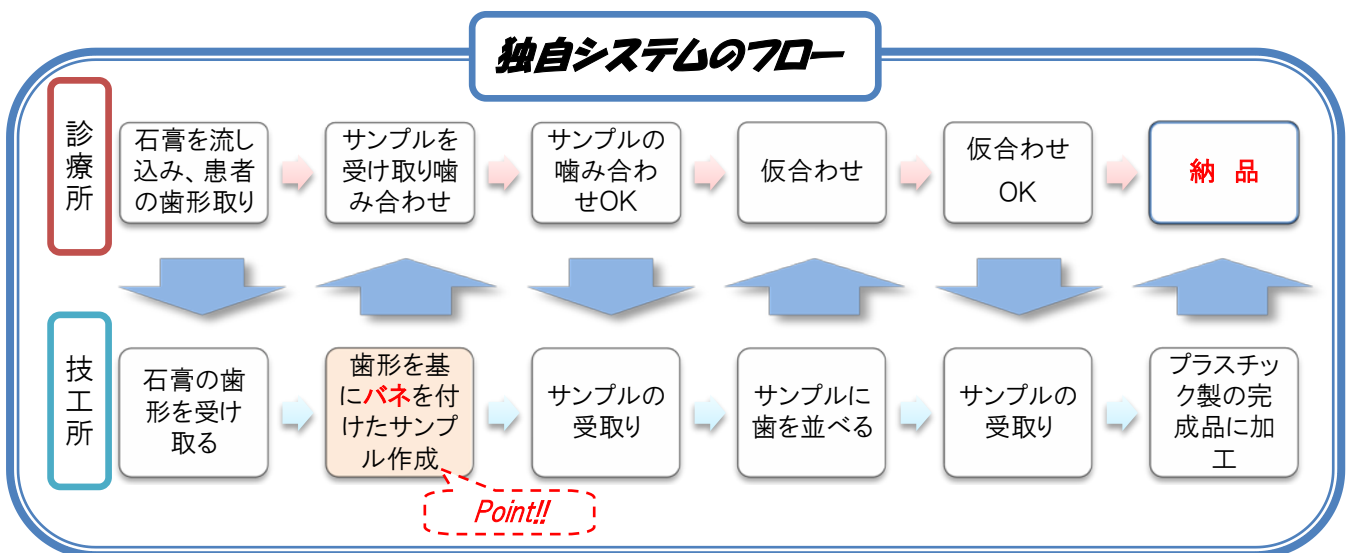 独自システムのフロー
診療所
石膏を流し
込み、患者
の歯形取り
サンプルを
受け取り噛
み合わせ
サンプルの
噛み合わ
せOK
仮合わせ
仮合わせ
OK
納 品
技工所
石膏の歯
形を受け
取る
歯形を基
にバネを付
けたサンプ
ル作成
サンプルの
受取り
サンプルに
歯を並べる
サンプルの
受取り
プラスチッ
ク製の完
成品に加
工
Point!!